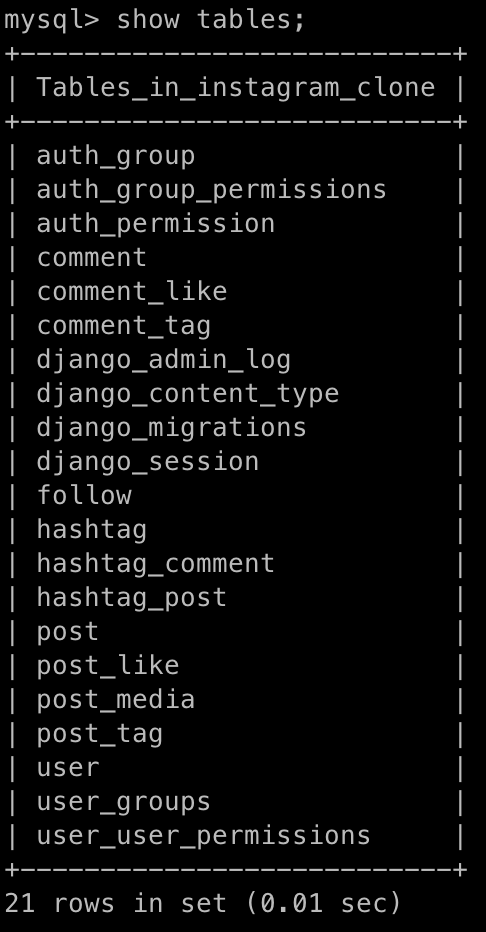 mysql> show tables;
+---------------------------+
| Tables_in_instagram_clone |
+---------------------------+
| auth_group                |
| auth_group_permissions    |
| auth_permission           |
| comment                   |
| comment_like              |
| comment_tag               |
| django_admin_log          |
| django_content_type       |
| django_migrations         |
| django_session            |
| follow                    |
| hashtag                   |
| hashtag_comment           |
| hashtag_post              |
| post                      |
| post_like                 |
| post_media                |
| post_tag                  |
| user                      |
| user_groups               |
| user_user_permissions     |
+---------------------------+
21 rows in set (0.01 sec)